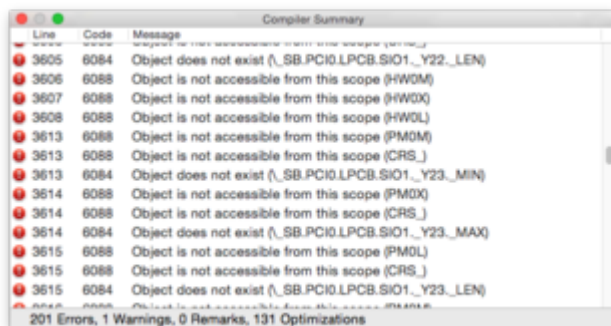 Compiler Summary
Line Code Message
Object is not accessible from this scope
3605 6084 Object does not exist (\_SB.PCI0.LPCB.SIO1._Y22._LEN)
3606 6088 Object is not accessible from this scope (HW0M)
3607 6088 Object is not accessible from this scope (HW0X)
3608 6088 Object is not accessible from this scope (HW0L)
3613 6088 Object is not accessible from this scope (PM0M)
3613 6088 Object is not accessible from this scope (CRS_)
3613 6084 Object does not exist (\_SB.PCI0.LPCB.SIO1._Y23._MIN)
3614 6088 Object is not accessible from this scope (PM0X)
3614 6088 Object is not accessible from this scope (CRS_)
3614 6084 Object does not exist (\_SB.PCI0.LPCB.SIO1._Y23._MAX)
3615 6088 Object is not accessible from this scope (PM0L)
3615 6088 Object is not accessible from this scope (CRS_)
3615 6084 Object does not exist (\_SB.PCI0.LPCB.SIO1._Y23._LEN)
201 Errors, 1 Warnings, 0 Remarks, 131 Optimizations